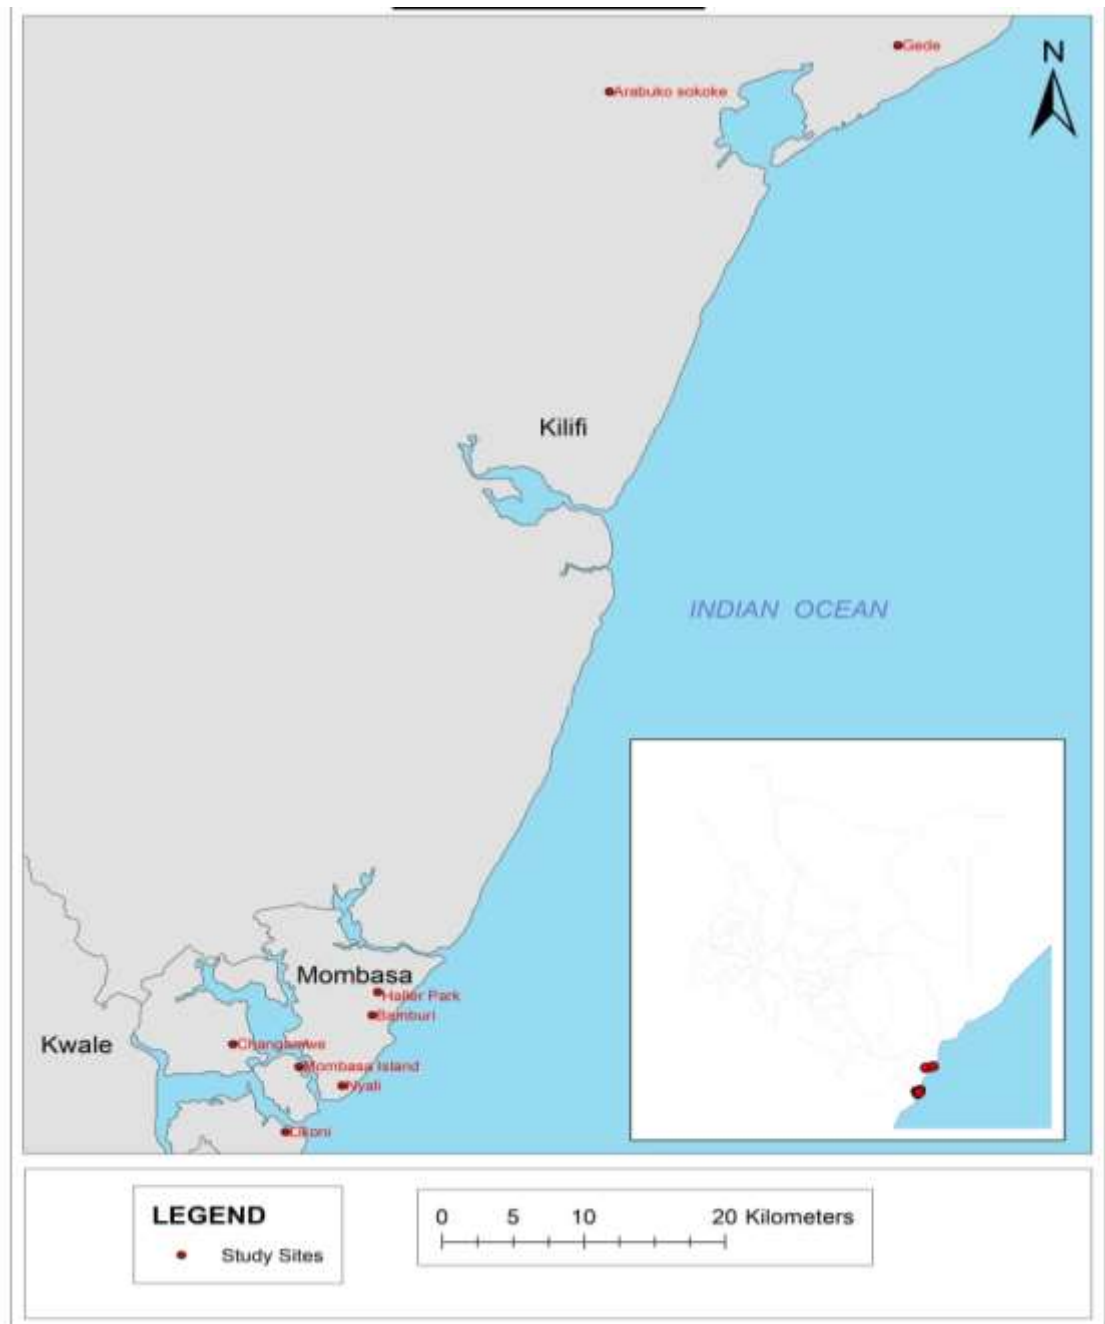 Gede
N
Arabuko sokoke
Kilifi
INDIAN OCEAN
Mombasa
Haller Park
Bamburi
Kwale
Changamwe
Mombasa Island
Nyali
Likoni
LEGEND
Study Sites
0 5 10 20 Kilometers